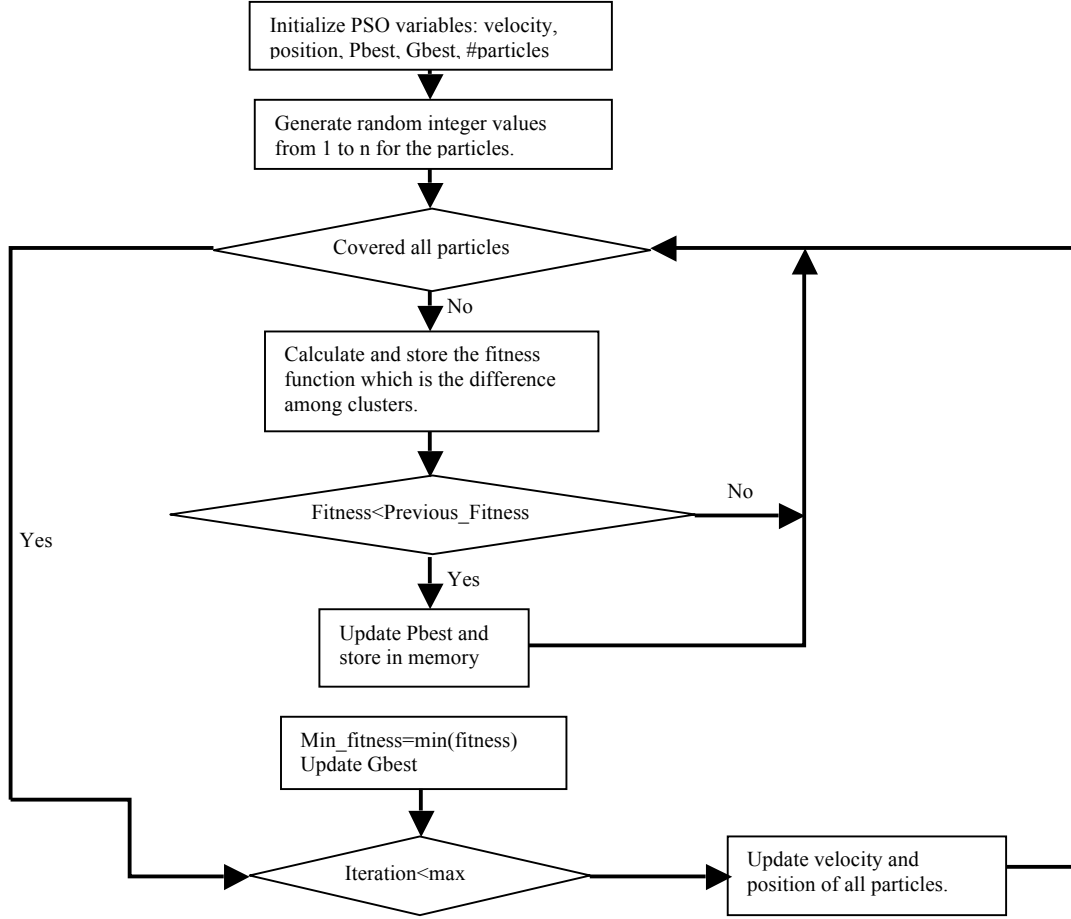 Initialize PSO variables: velocity,
position, Pbest, Gbest, #particles
Generate random integer values
from 1 to n for the particles.
Covered all particles
No
Calculate and store the fitness
function which is the difference
among clusters.
Fitness<Previous_Fitness
No
Yes
Yes
Update Pbest and
store in memory
Min_fitness=min(fitness)
Update Gbest
Iteration<max
Update velocity and
position of all particles.